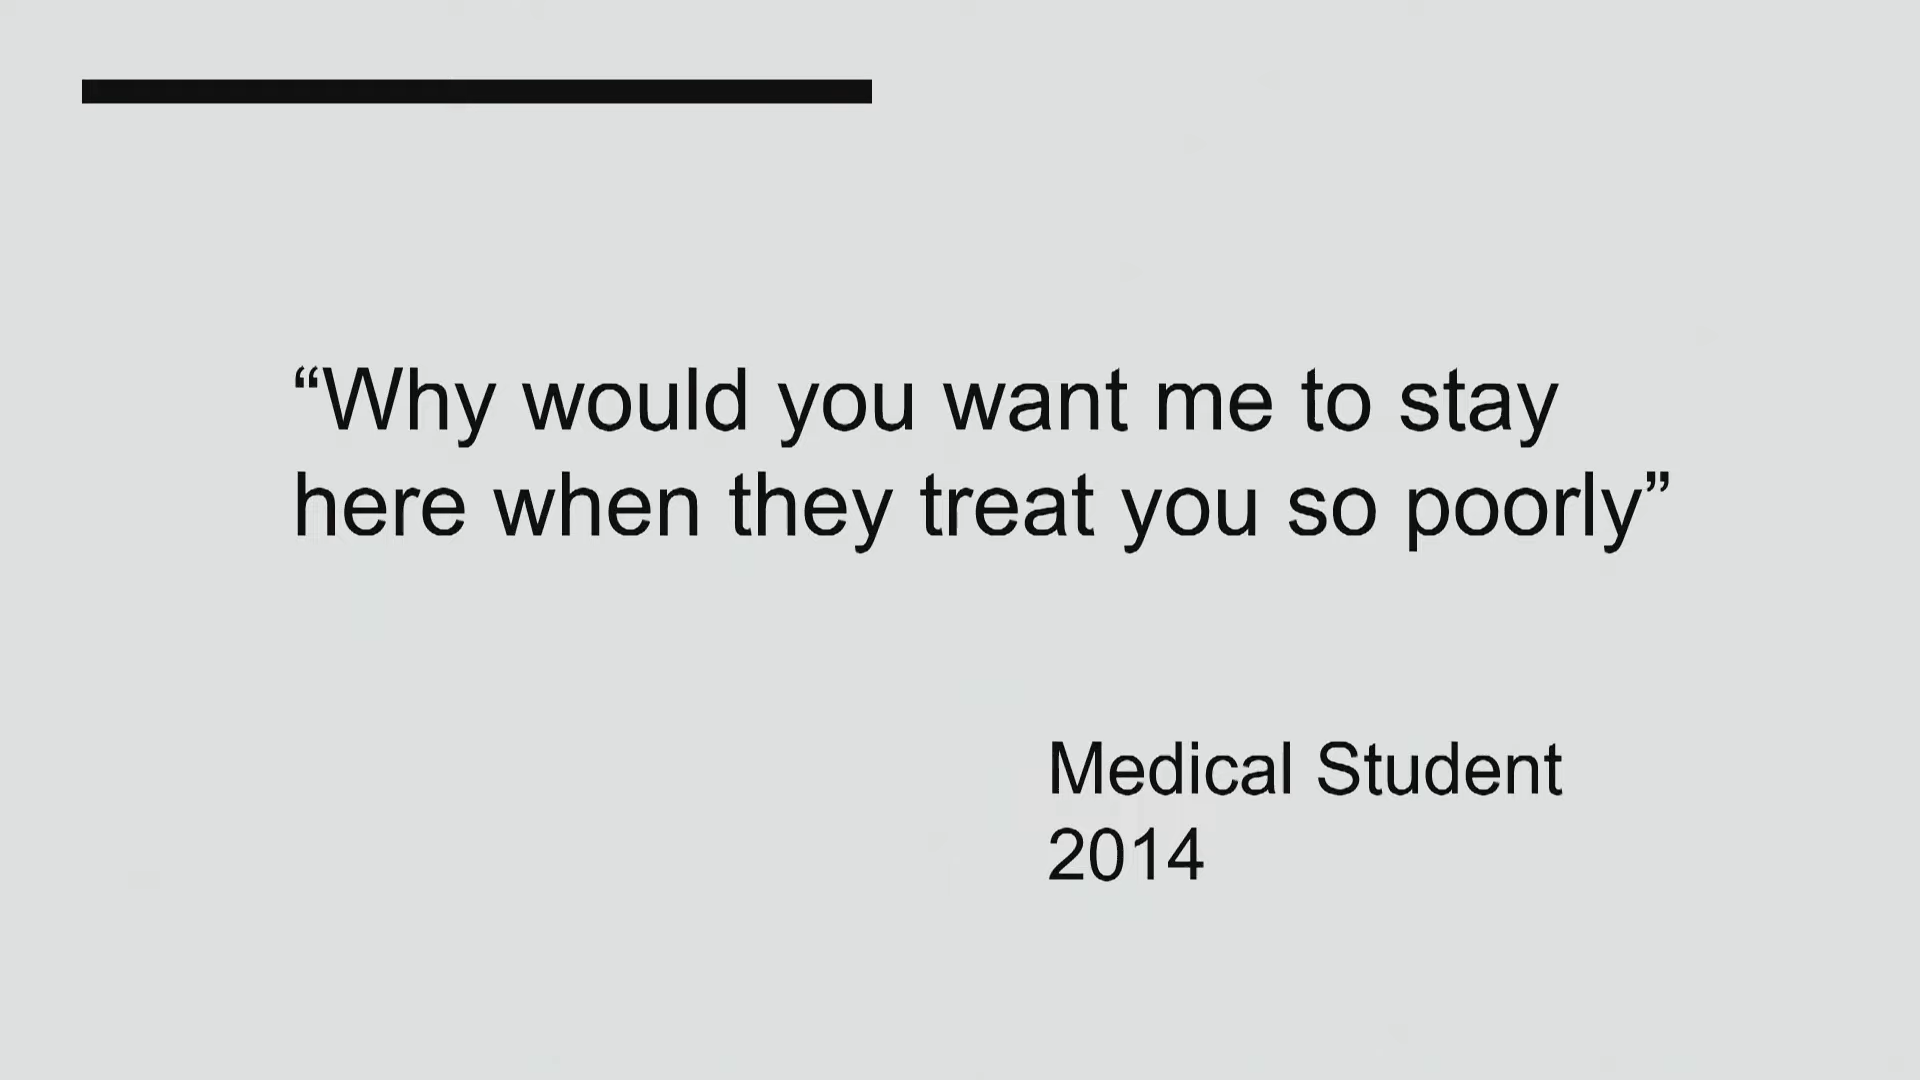 “Why would you want me to stay
here when they treat you so poorly”
Medical Student
2014